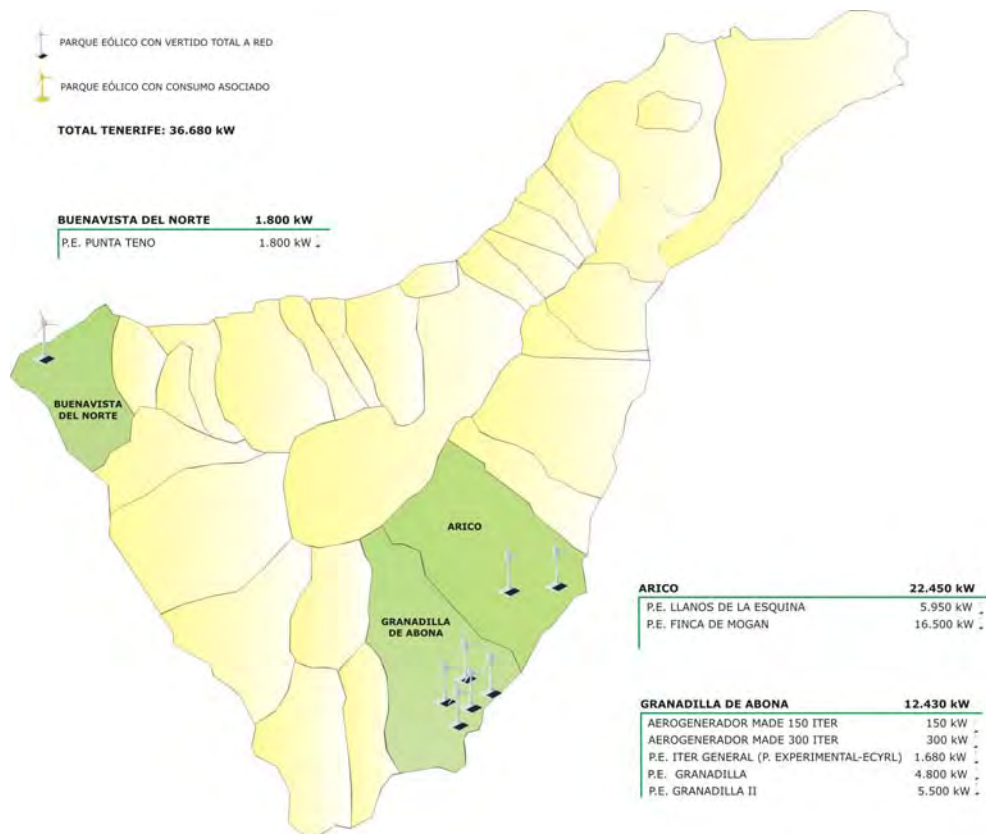 PARQUE EÓLICO CON VERTIDO TOTAL A RED
PARQUE EÓLICO CON CONSUMO ASOCIADO
TOTAL TENERIFE: 36.680 kW
BUENAVISTA DEL NORTE 1.800 kW
P.E. PUNTA TENO 1.800 kW
BUENAVISTA
DEL NORTE
ARICO
GRANADILLA
DE ABONA
ARICO 22.450 kW
P.E. LLANOS DE LA ESQUINA 5.950 kW
P.E. FINCA DE MOGAN 16.500 kW
GRANADILLA DE ABONA 12.430 kW
AEROGENERADOR MADE 150 ITER 150 kW
AEROGENERADOR MADE 300 ITER 300 kW
P.E. ITER GENERAL (P. EXPERIMENTAL-ECYRL) 1.680 kW
P.E. GRANADILLA 4.800 kW
P.E. GRANADILLA II 5.500 kW